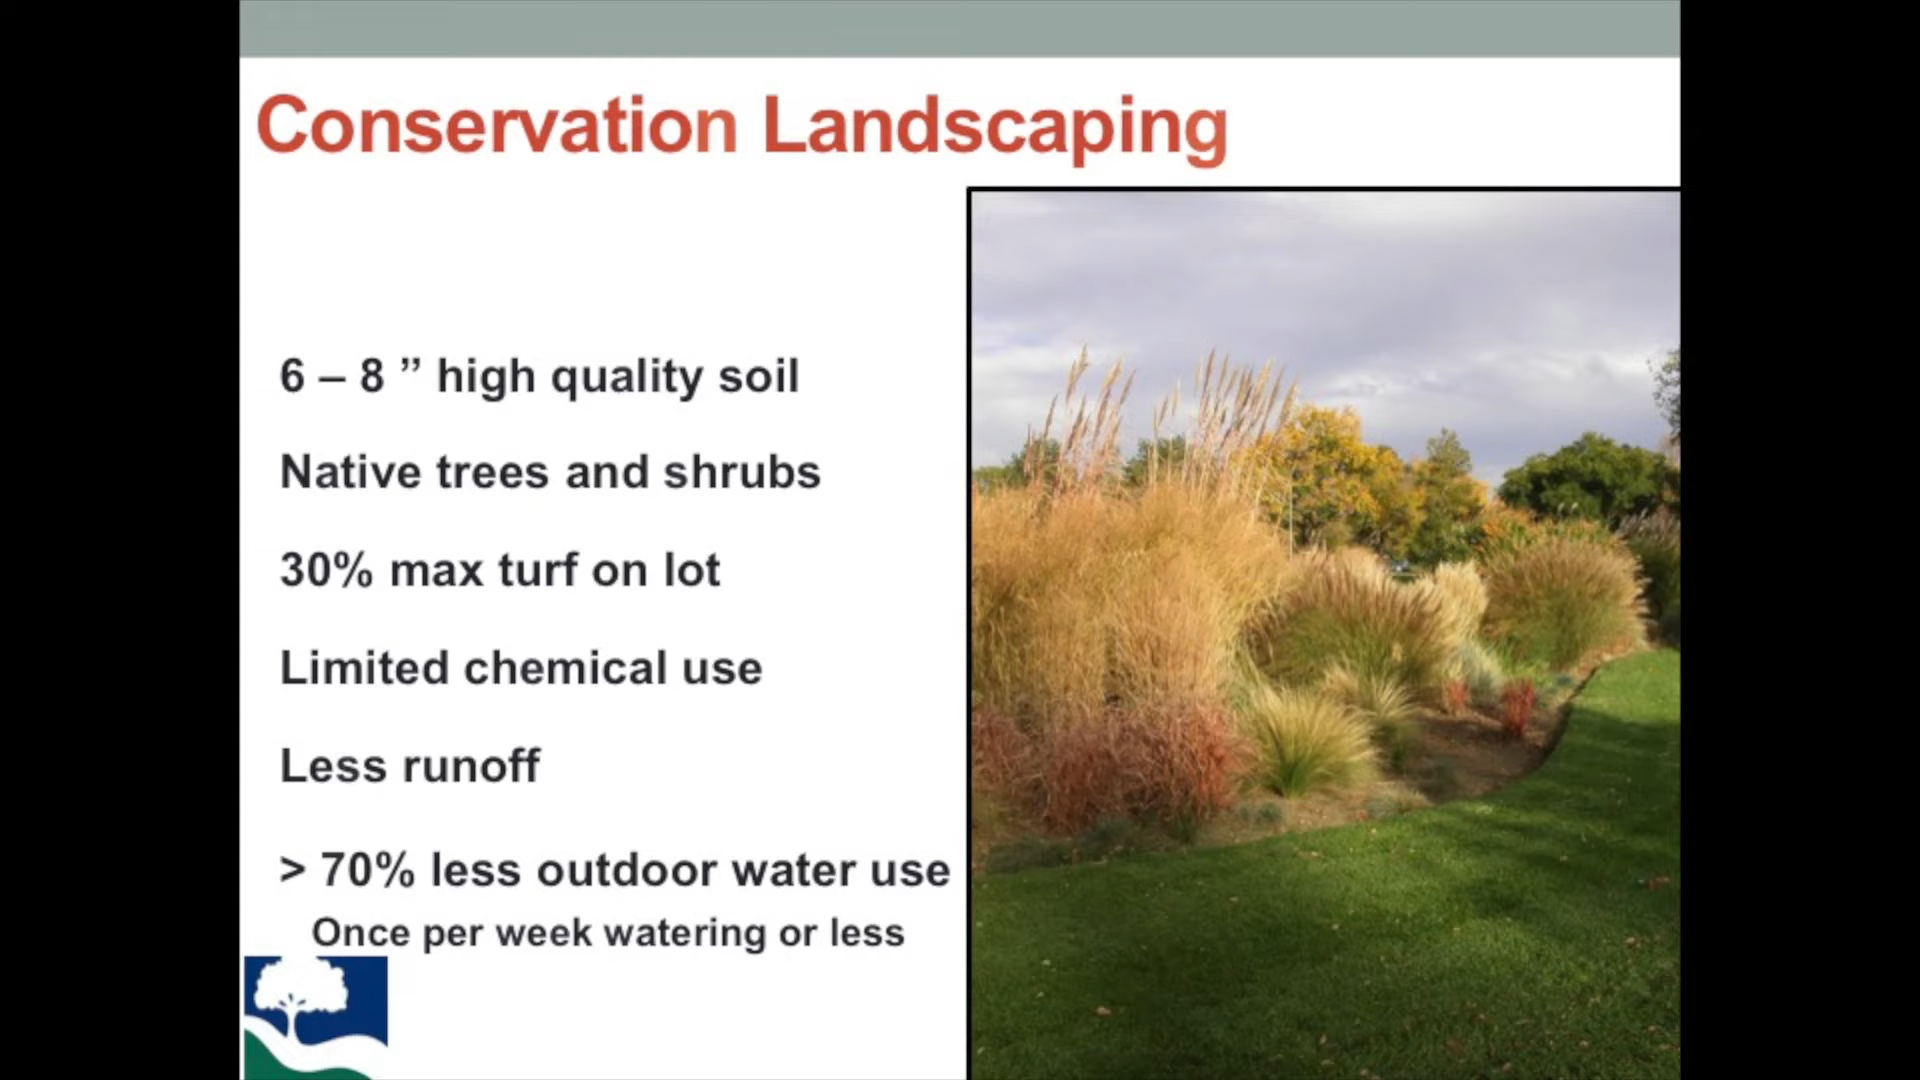 Conservation Landscaping
6 – 8 ” high quality soil
Native trees and shrubs
30% max turf on lot
Limited chemical use
Less runoff
> 70% less outdoor water use
Once per week watering or less